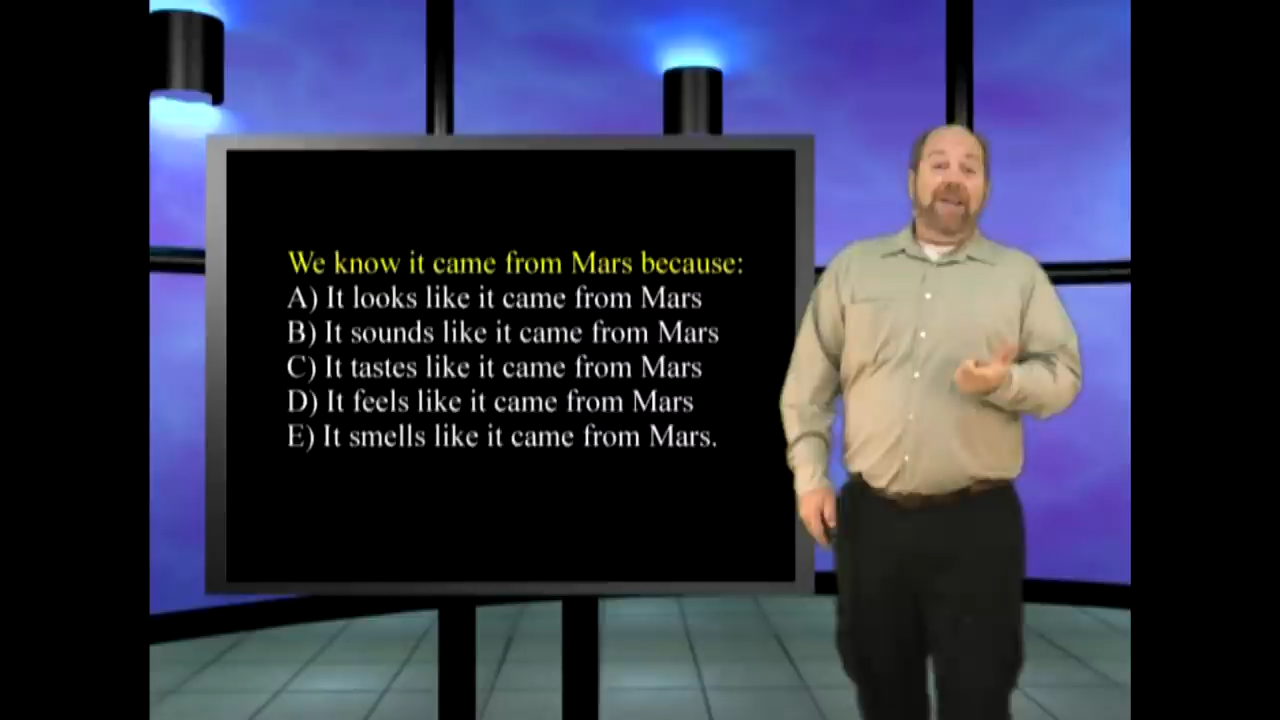 We know it came from Mars because:
A) It looks like it came from Mars
B) It sounds like it came from Mars
C) It tastes like it came from Mars
D) It feels like it came from Mars
E) It smells like it came from Mars.